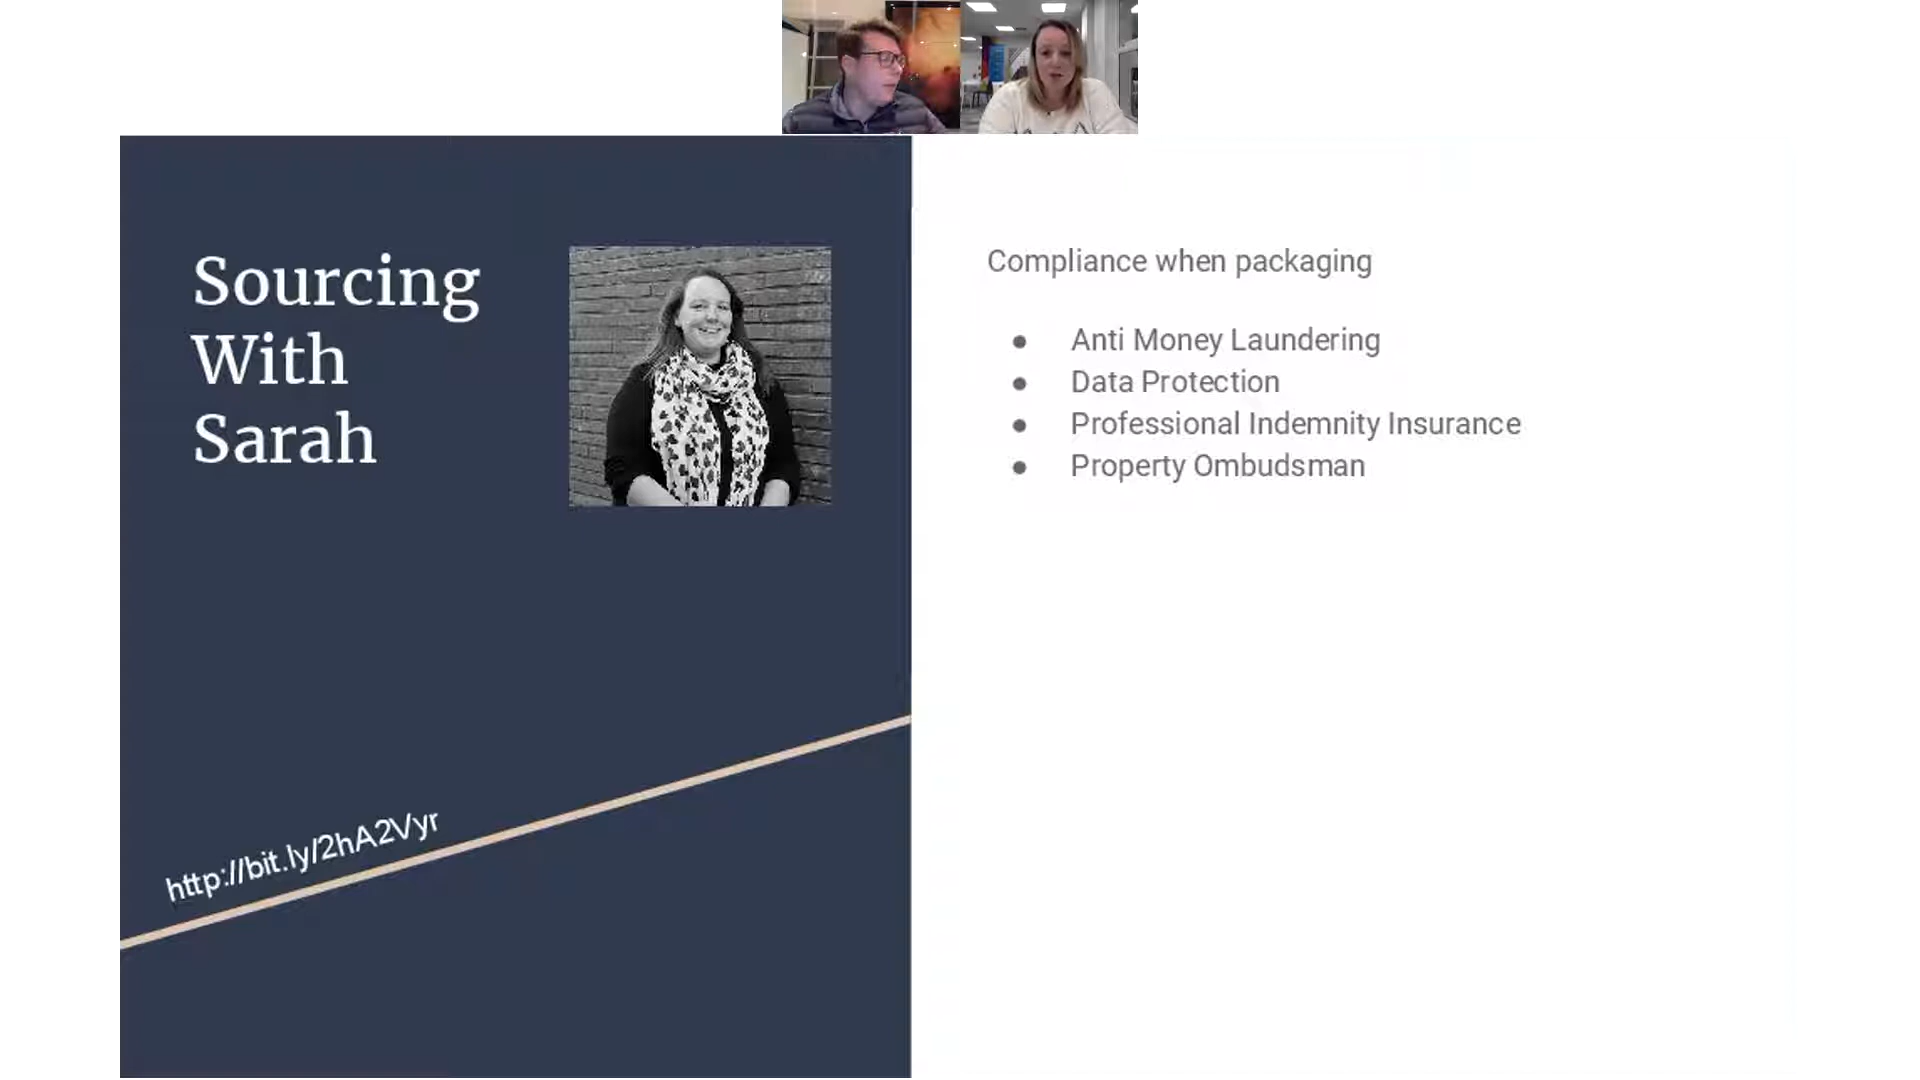 Sourcing
With
Sarah
http://bit.ly/2hA2Vyr
Compliance when packaging
● Anti Money Laundering
● Data Protection
● Professional Indemnity Insurance
● Property Ombudsman